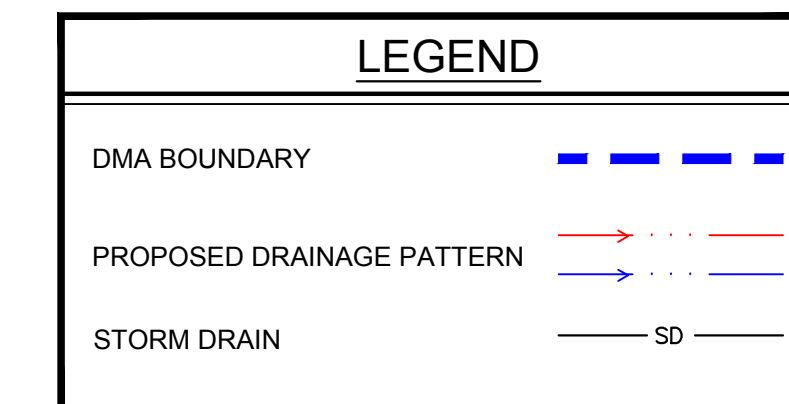 LEGEND
DMA BOUNDARY
PROPOSED DRAINAGE PATTERN
STORM DRAIN SD